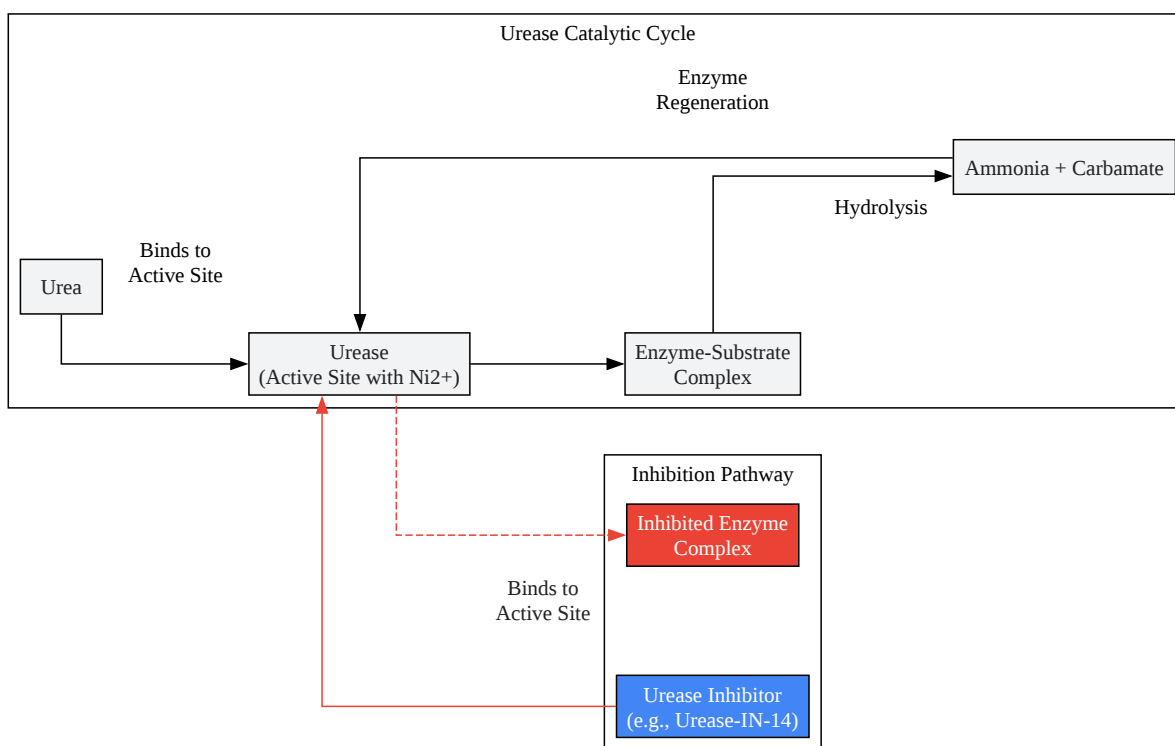 Urease Catalytic Cycle
Enzyme
Regeneration
Ammonia + Carbamate
Hydrolysis
Binds to
Active Site
Urea
Urease
(Active Site with Ni2+)
Enzyme-Substrate
Complex
Inhibition Pathway
Inhibited Enzyme
Complex
Binds to
Active Site
Urease Inhibitor
(e.g., Urease-IN-14)